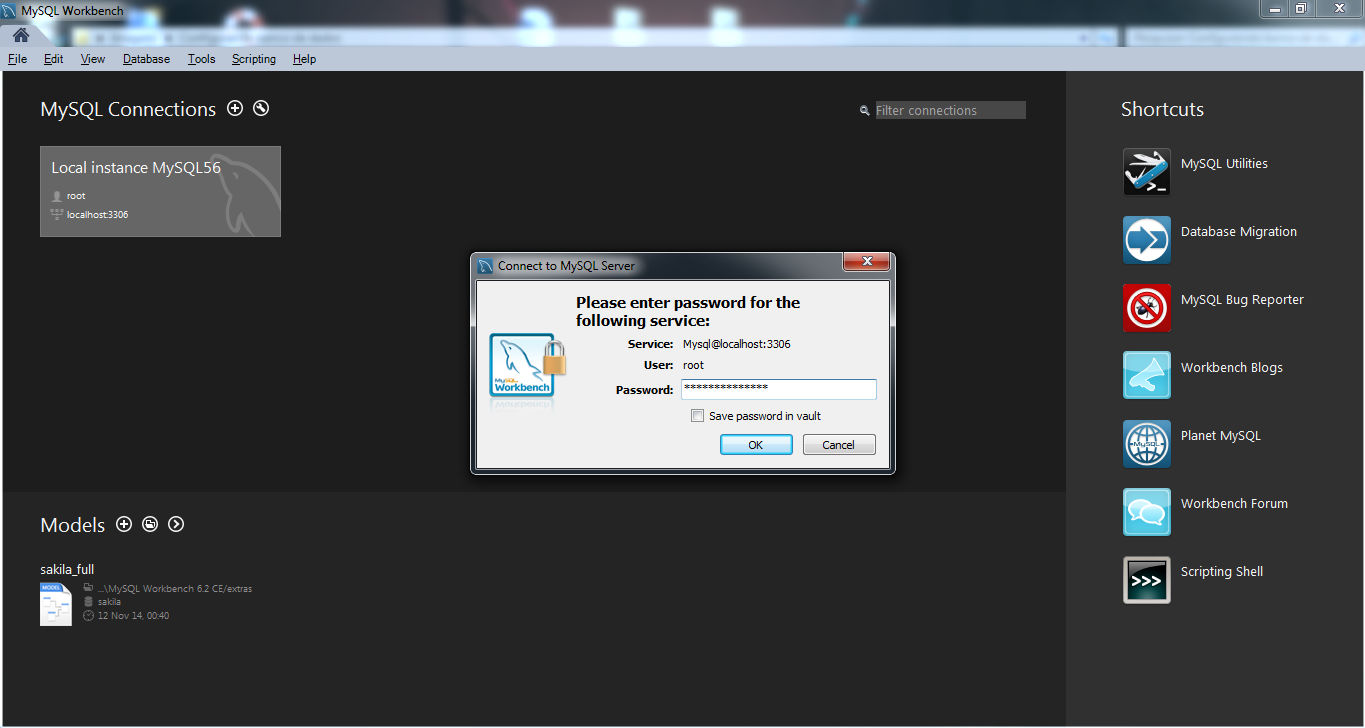 MySQL Workbench
File Edit View Database Tools Scripting Help
MySQL Connections
Filter connections
Local instance MySQL56
root
localhost:3306
Shortcuts
MySQL Utilities
Database Migration
MySQL Bug Reporter
Workbench Blogs
MySQL
Planet MySQL
Workbench Forum
>>>
Scripting Shell
Connect to MySQL Server
Please enter password for the
following service:
MySQL
Workbench
Service: Mysql@localhost:3306
User: root
Password: **************
Save password in vault
OK Cancel
Models
sakila_full
MODEL
...\MySQL Workbench 6.2 CE/extras
sakila
12 Nov 14, 00:40